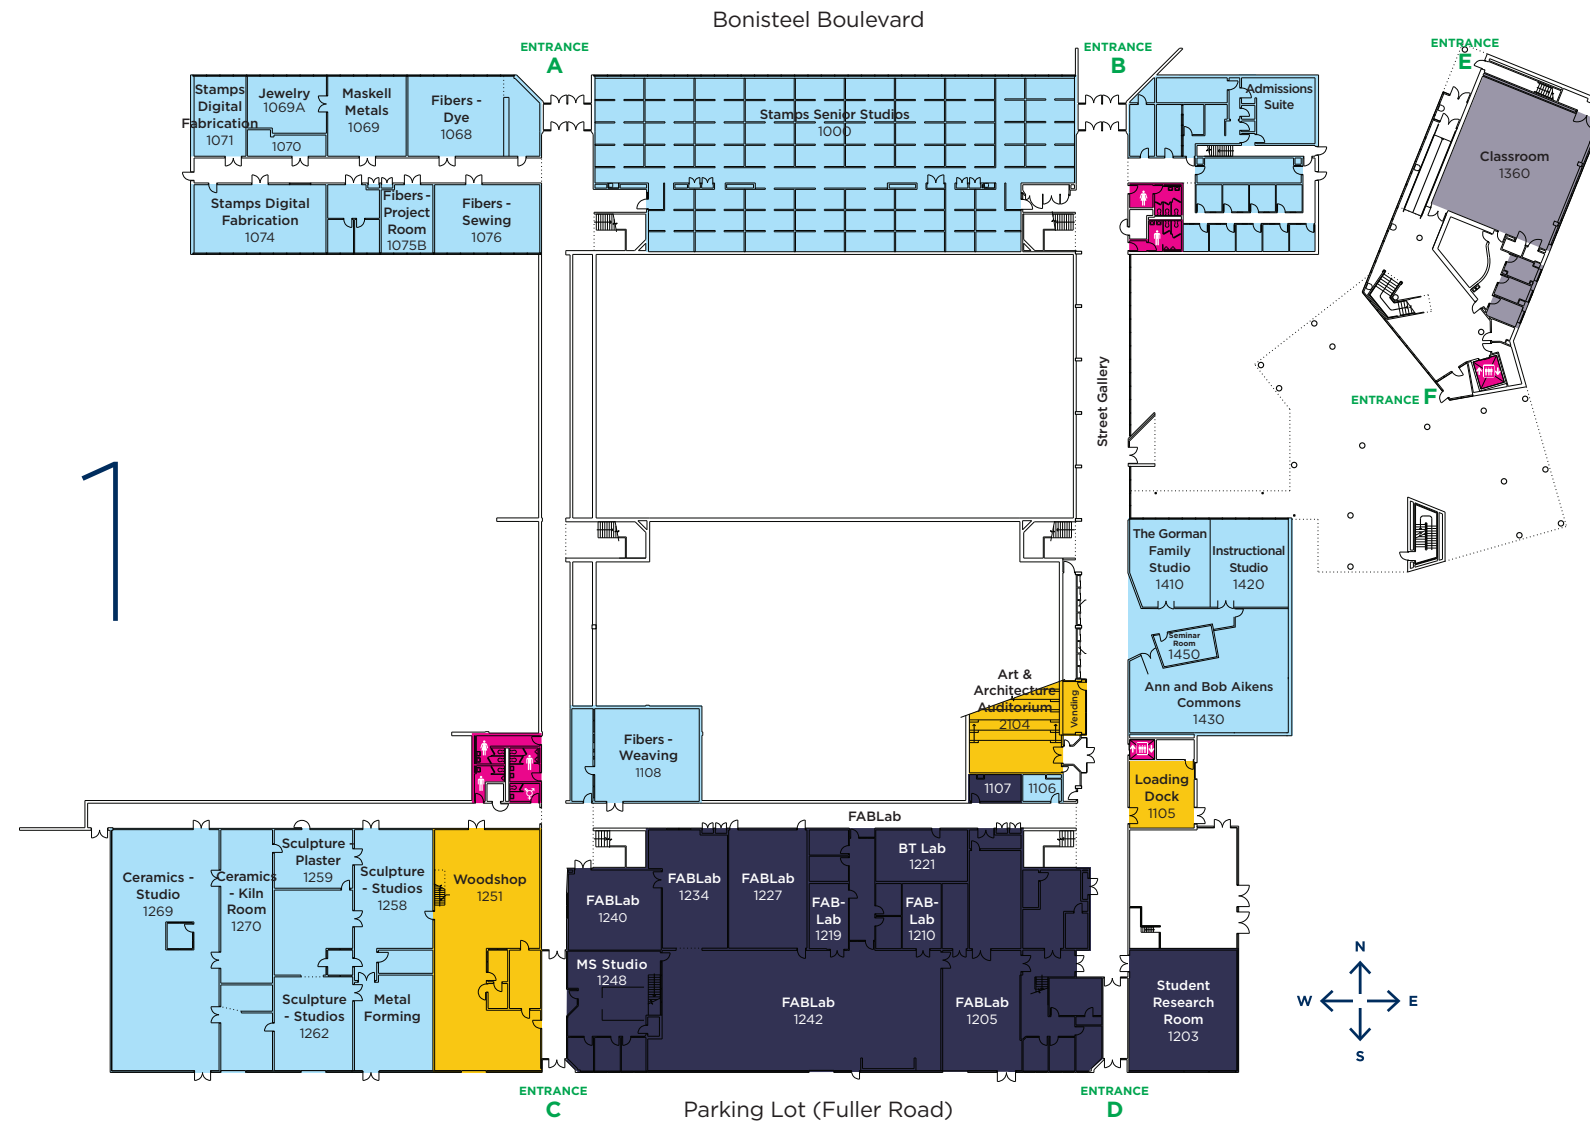 Bonisteel Boulevard
ENTRANCE
A
ENTRANCE
B
ENTRANCE
E
Stamps
Digital
Fabrication
1071
Jewelry
1069A
1070
Maskell
Metals
1069
Fibers -
Dye
1068
Stamps Senior Studios
1000
Admissions
Suite
Classroom
1360
Stamps Digital
Fabrication
1074
Fibers -
Project
Room
1075B
Fibers -
Sewing
1076
Street Gallery
ENTRANCE F
1
The Gorman
Family
Studio
1410
Instructional
Studio
1420
Seminar
Room
1450
Ann and Bob Aikens
Commons
1430
Art &
Architecture
Auditorium
2104
Vending
Fibers -
Weaving
1108
1107
1106
Loading
Dock
1105
FABLab
Ceramics -
Studio
1269
Ceramics
- Kiln
Room
1270
Sculpture -
Plaster
1259
Sculpture
- Studios
1258
Woodshop
1251
FABLab
1240
FABLab
1234
FABLab
1227
FAB-
Lab
1219
BT Lab
1221
FAB-
Lab
1210
Sculpture
- Studios
1262
Metal
Forming
MS Studio
1248
FABLab
1242
FABLab
1205
Student
Research
Room
1203
N
W
E
S
ENTRANCE
C
Parking Lot (Fuller Road)
ENTRANCE
D